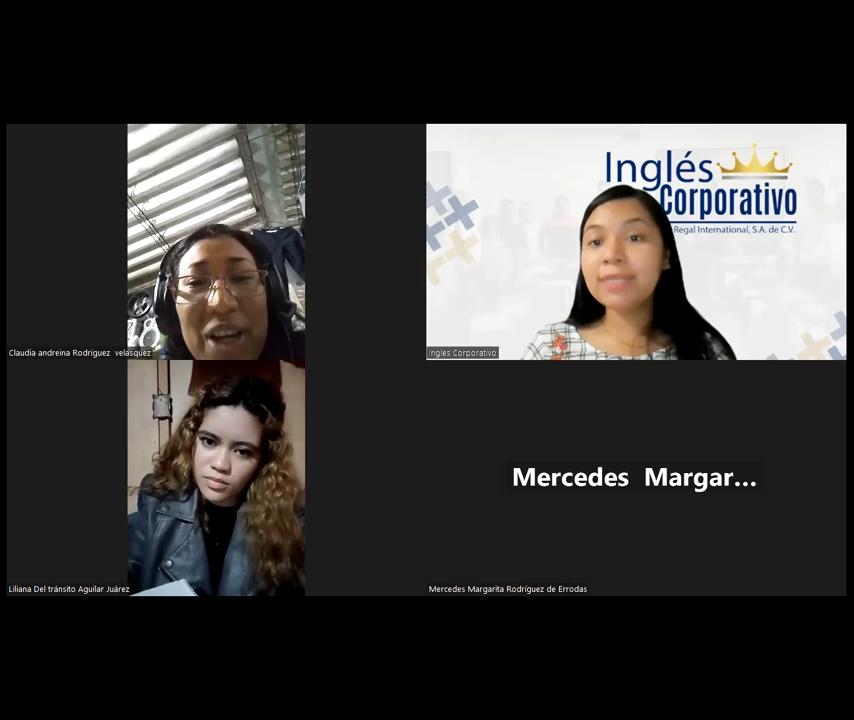 Inglés
Corporativo
Regal International, S.A. de C.V.
Claudia andreina Rodríguez velasquez
Ingles Corporativo
Mercedes Margar...
Liliana Del tránsito Aguilar Juárez
Mercedes Margarita Rodríguez de Errodas